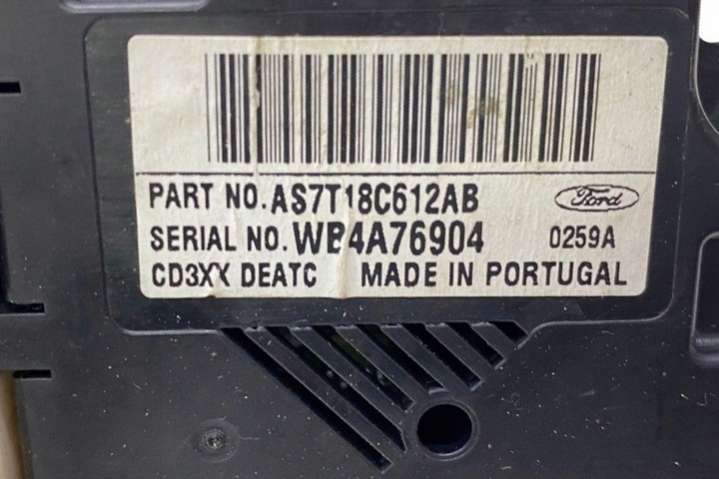 PART NO. AS7T18C612AB
Ford
SERIAL NO. WB4A76904 0259A
CD3XX DEATC MADE IN PORTUGAL